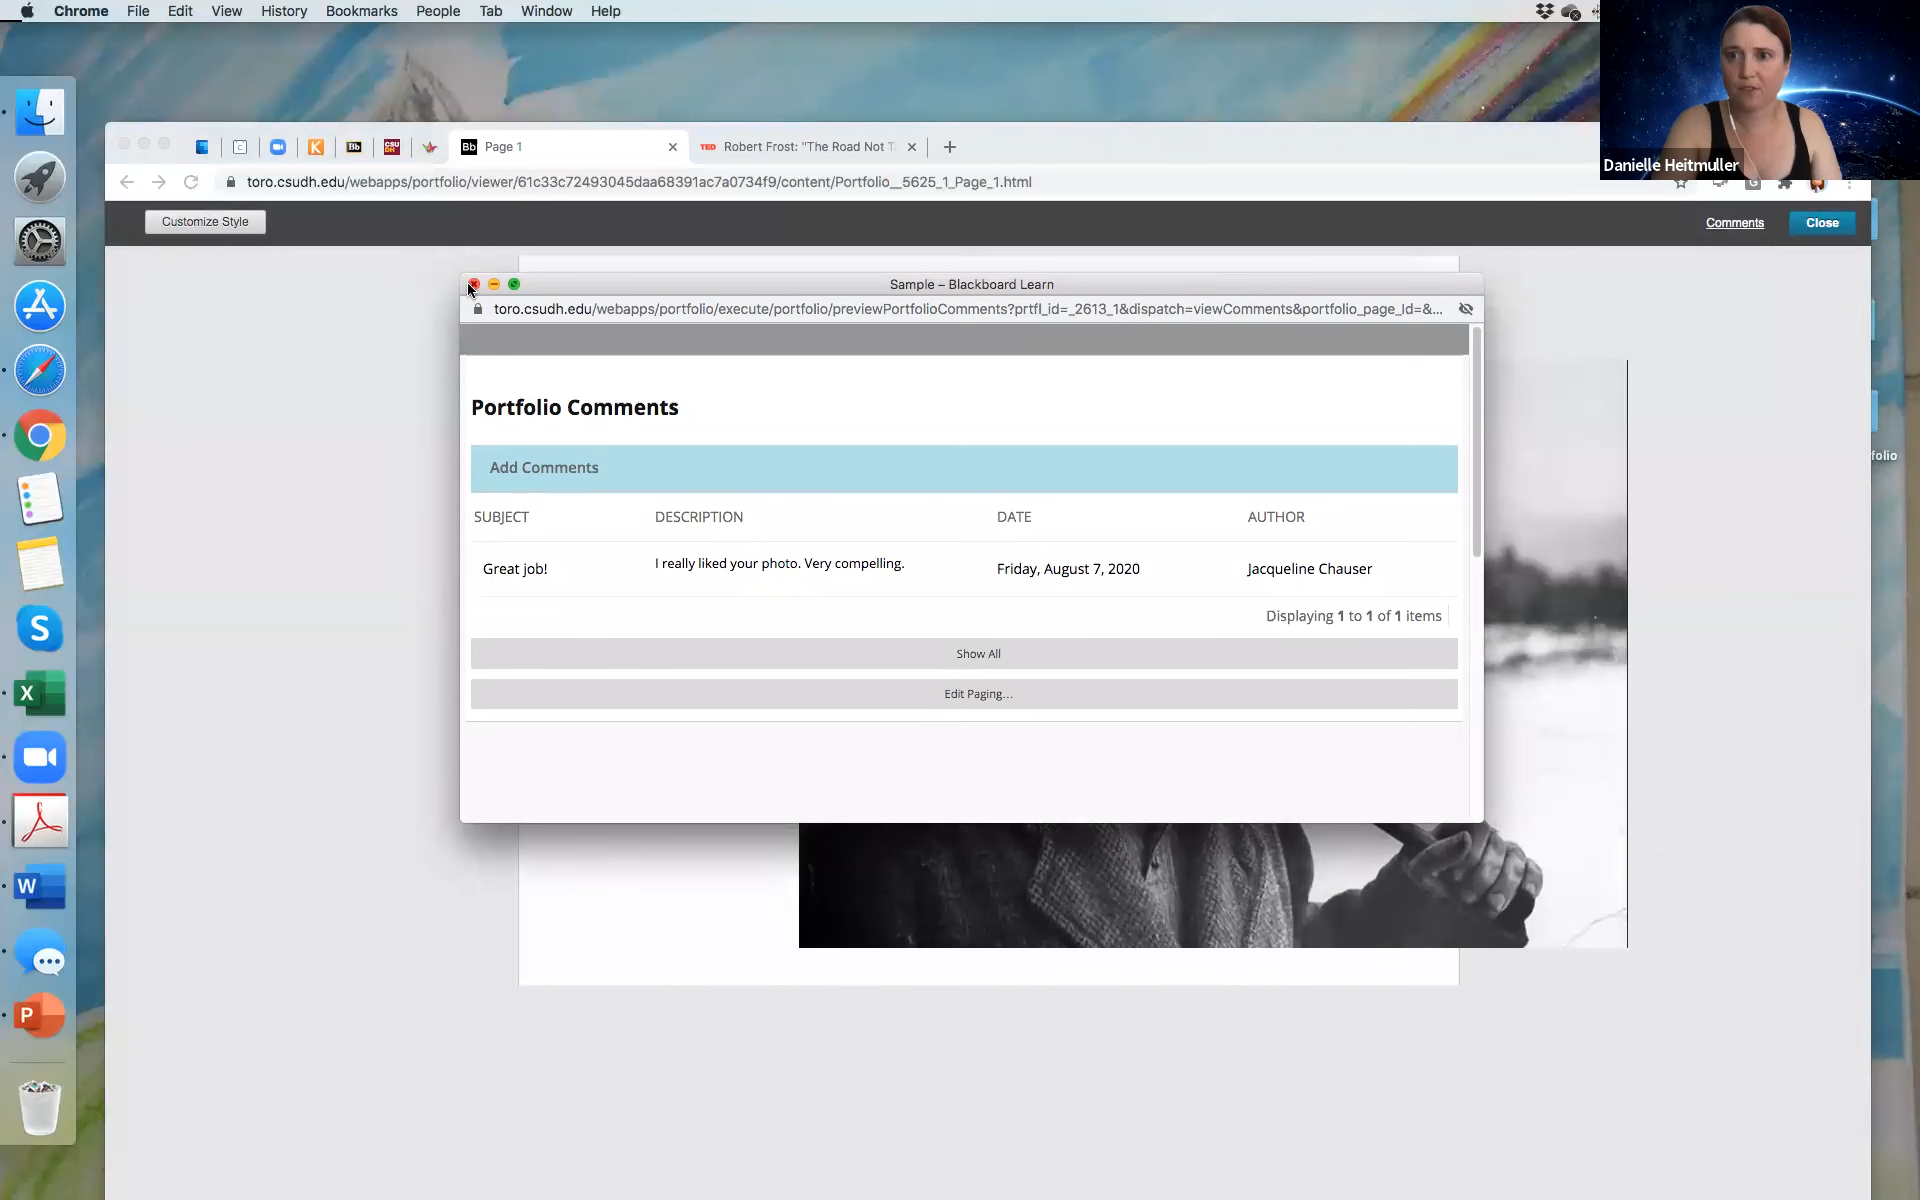 Chrome File Edit View History Bookmarks People Tab Window Help
Danielle Heitmuller
Bb Page 1
TED Robert Frost: "The Road Not T
toro.csudh.edu/webapps/portfolio/viewer/61c33c72493045daa68391ac7a0734f9/content/Portfolio__5625_1_Page_1.html
Customize Style
Comments
Close
Sample – Blackboard Learn
toro.csudh.edu/webapps/portfolio/execute/portfolio/previewPortfolioComments?prtfl_id=_2613_1&dispatch=viewComments&portfolio_page_Id=&...
Portfolio Comments
Add Comments
SUBJECT DESCRIPTION DATE AUTHOR
Great job! I really liked your photo. Very compelling. Friday, August 7, 2020 Jacqueline Chauser
Displaying 1 to 1 of 1 items
Show All
Edit Paging...
folio